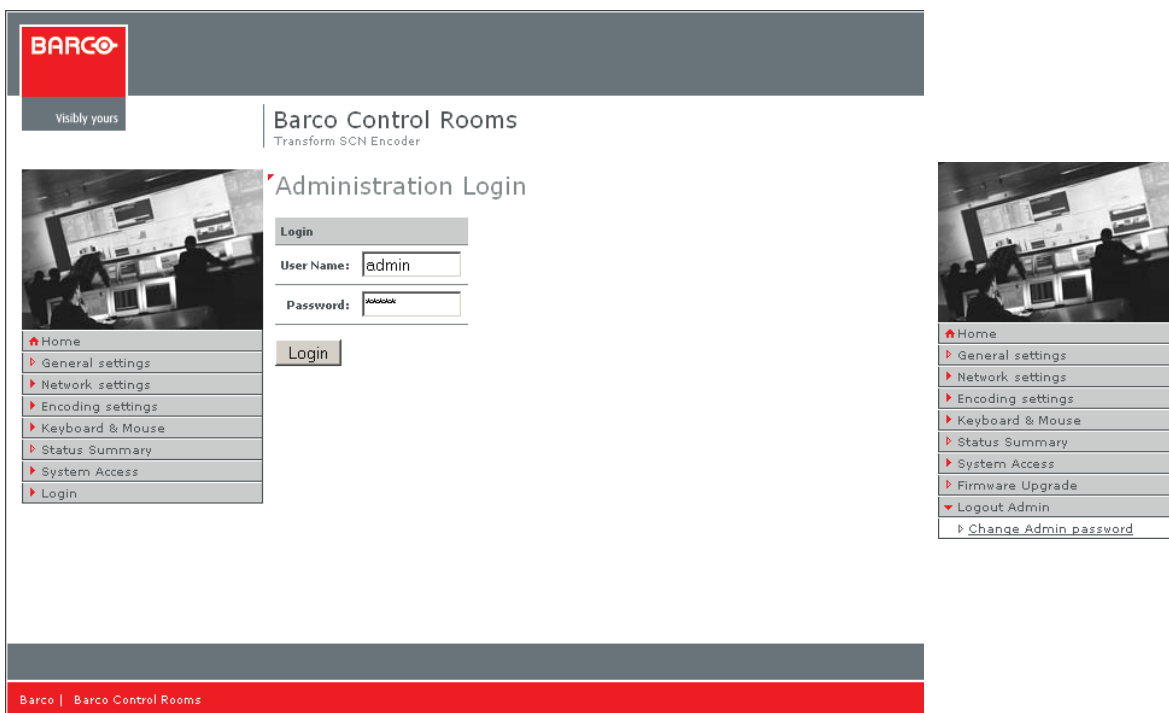 BARCO
Visibly yours
Barco Control Rooms
Transform SCN Encoder
Administration Login
Login
User Name: admin
Password: ******
Login
Home
General settings
Network settings
Encoding settings
Keyboard & Mouse
Status Summary
System Access
Login
Barco | Barco Control Rooms
Home
General settings
Network settings
Encoding settings
Keyboard & Mouse
Status Summary
System Access
Firmware Upgrade
Logout Admin
Change Admin password